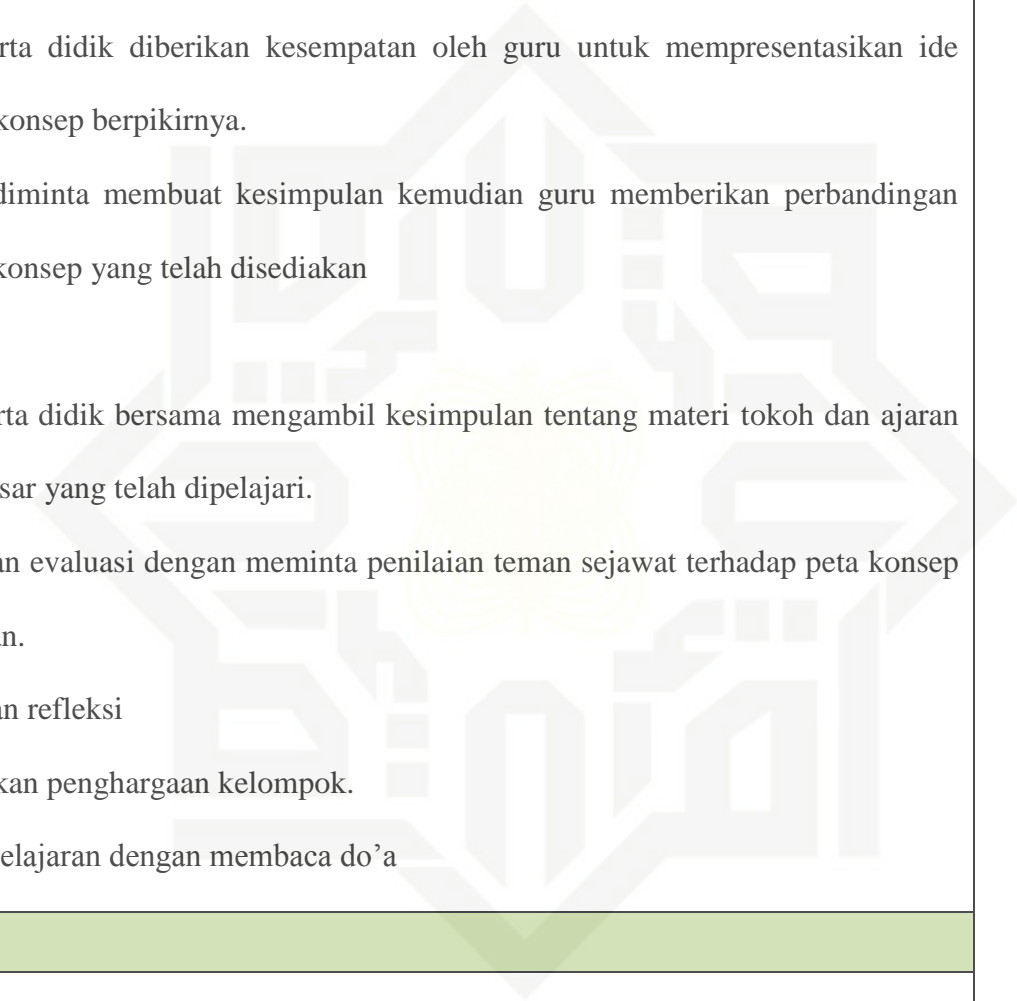 rta didik diberikan kesempatan oleh guru untuk mempresentasikan ide
konsep berpikirnya.
diminta membuat kesimpulan kemudian guru memberikan perbandingan
konsep yang telah disediakan
rta didik bersama mengambil kesimpulan tentang materi tokoh dan ajaran
sar yang telah dipelajari.
an evaluasi dengan meminta penilaian teman sejawat terhadap peta konsep
an.
an refleksi
kan penghargaan kelompok.
elajaran dengan membaca do’a